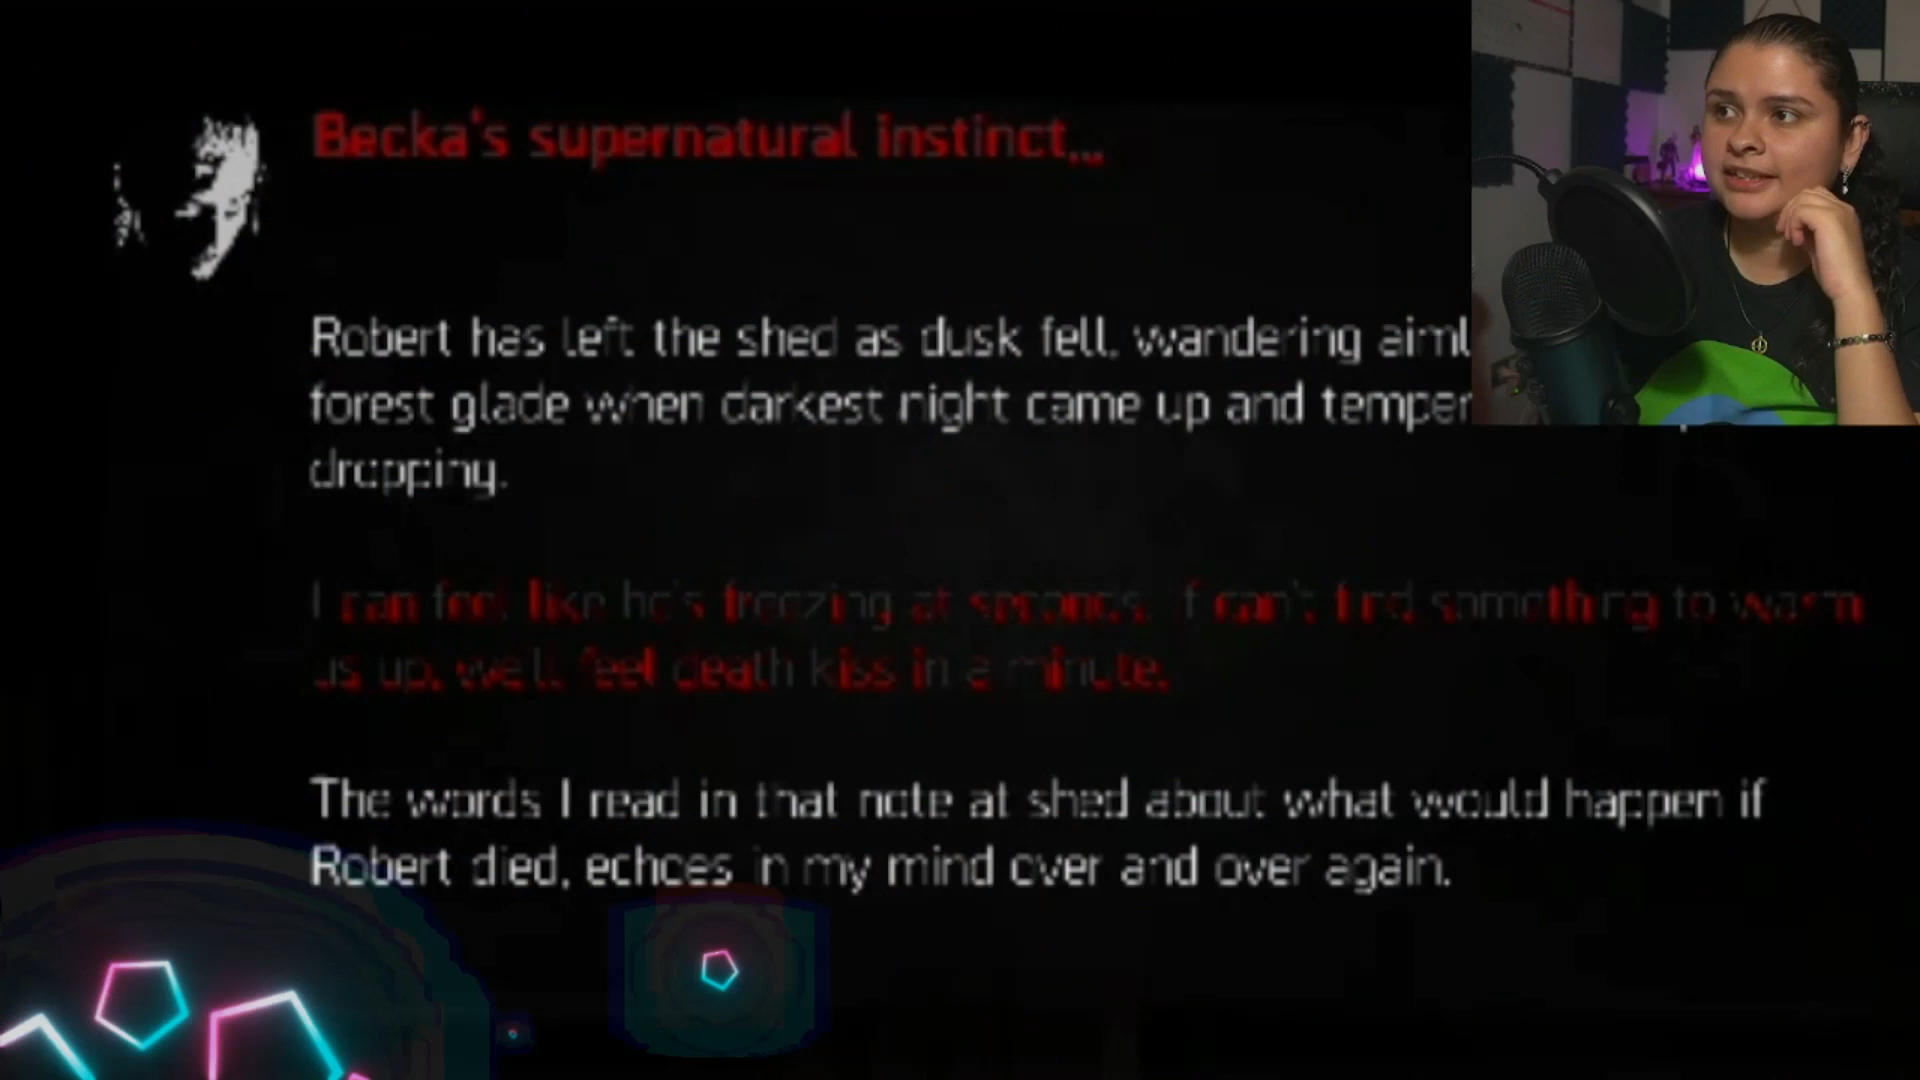 Becka's supernatural instinct...
Robert has left the shed as dusk fell, wandering aiml
forest glade when darkest night came up and temper
dropping.
I can feel like he's freezing at seconds. If can't find something to warm
us up, we'll feel death kiss in a minute.
The words I read in that note at shed about what would happen if
Robert died, echoes in my mind over and over again.